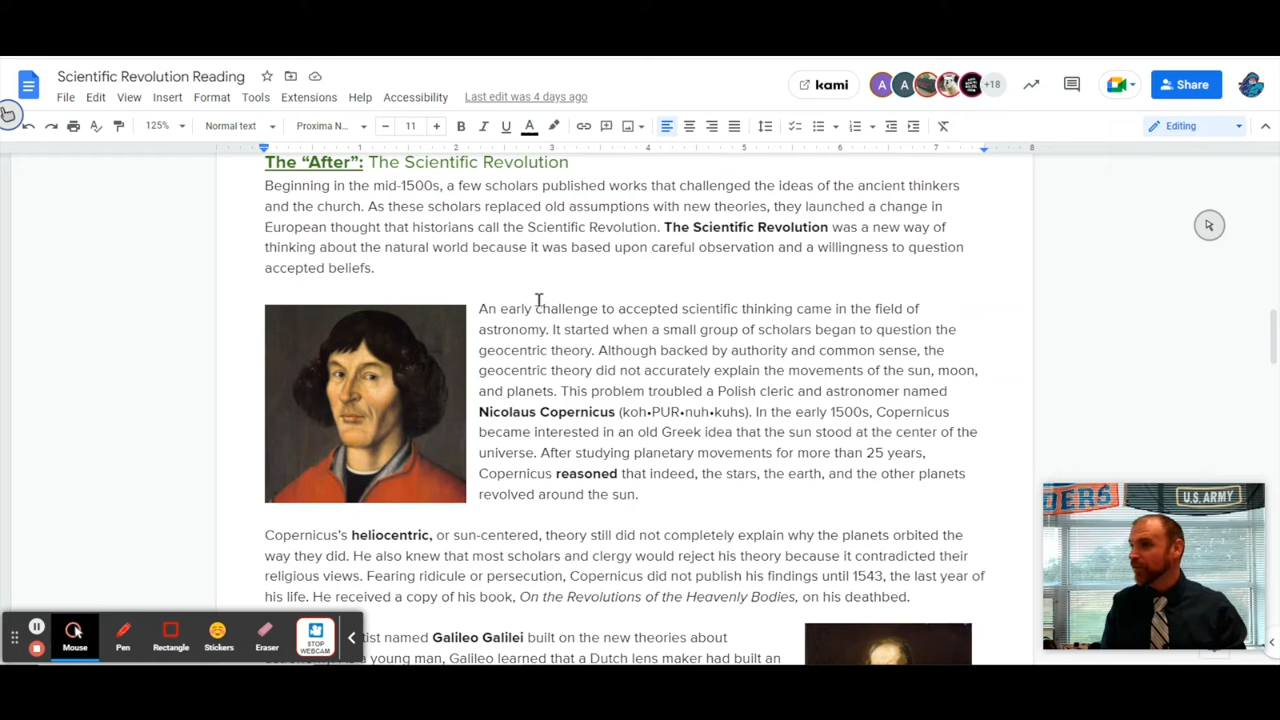 Scientific Revolution Reading
kami
A
A
+18
Share
File Edit View Insert Format Tools Extensions Help Accessibility Last edit was 4 days ago
125% Normal text Proxima N... 11 B I U A Editing
1 2 3 4 5 6 7 8
The “After”: The Scientific Revolution
Beginning in the mid-1500s, a few scholars published works that challenged the ideas of the ancient thinkers
and the church. As these scholars replaced old assumptions with new theories, they launched a change in
European thought that historians call the Scientific Revolution. The Scientific Revolution was a new way of
thinking about the natural world because it was based upon careful observation and a willingness to question
accepted beliefs.
An early challenge to accepted scientific thinking came in the field of
astronomy. It started when a small group of scholars began to question the
geocentric theory. Although backed by authority and common sense, the
geocentric theory did not accurately explain the movements of the sun, moon,
and planets. This problem troubled a Polish cleric and astronomer named
Nicolaus Copernicus (koh•PUR•nuh•kuhs). In the early 1500s, Copernicus
became interested in an old Greek idea that the sun stood at the center of the
universe. After studying planetary movements for more than 25 years,
Copernicus reasoned that indeed, the stars, the earth, and the other planets
revolved around the sun.
Copernicus’s heliocentric, or sun-centered, theory still did not completely explain why the planets orbited the
way they did. He also knew that most scholars and clergy would reject his theory because it contradicted their
religious views. Fearing ridicule or persecution, Copernicus did not publish his findings until 1543, the last year of
his life. He received a copy of his book, On the Revolutions of the Heavenly Bodies, on his deathbed.
named Galileo Galilei built on the new theories about
a young man, Galileo learned that a Dutch lens maker had built an
Mouse Pen Rectangle Stickers Eraser STOP WEBCAM
DERS
U.S. ARMY